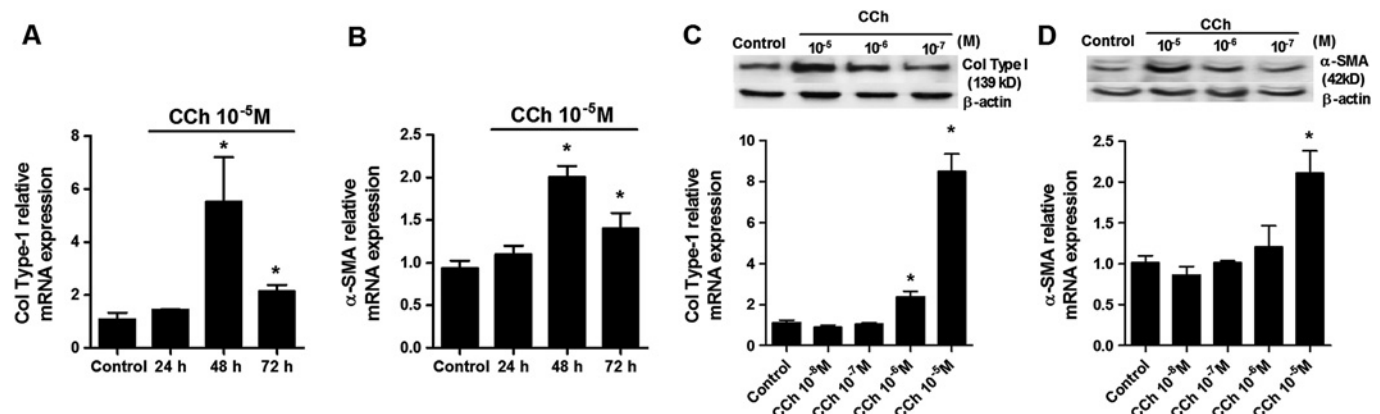 A
CCh 10⁻⁵M
Col Type-1 relative
mRNA expression
8
6
4
2
0
*
*
Control 24 h 48 h 72 h
B
CCh 10⁻⁵M
α-SMA relative
mRNA expression
2.5
2.0
1.5
1.0
0.5
0.0
*
*
Control 24 h 48 h 72 h
C
CCh
Control 10⁻⁵ 10⁻⁶ 10⁻⁷ (M)
Col Type I
(139 kD)
β-actin
Col Type-1 relative
mRNA expression
10
8
6
4
2
0
*
*
Control CCh 10⁻⁸M CCh 10⁻⁷M CCh 10⁻⁶M CCh 10⁻⁵M
D
CCh
Control 10⁻⁵ 10⁻⁶ 10⁻⁷ (M)
α-SMA
(42kD)
β-actin
α-SMA relative
mRNA expression
2.5
2.0
1.5
1.0
0.5
0.0
*
Control CCh 10⁻⁸M CCh 10⁻⁷M CCh 10⁻⁶M CCh 10⁻⁵M